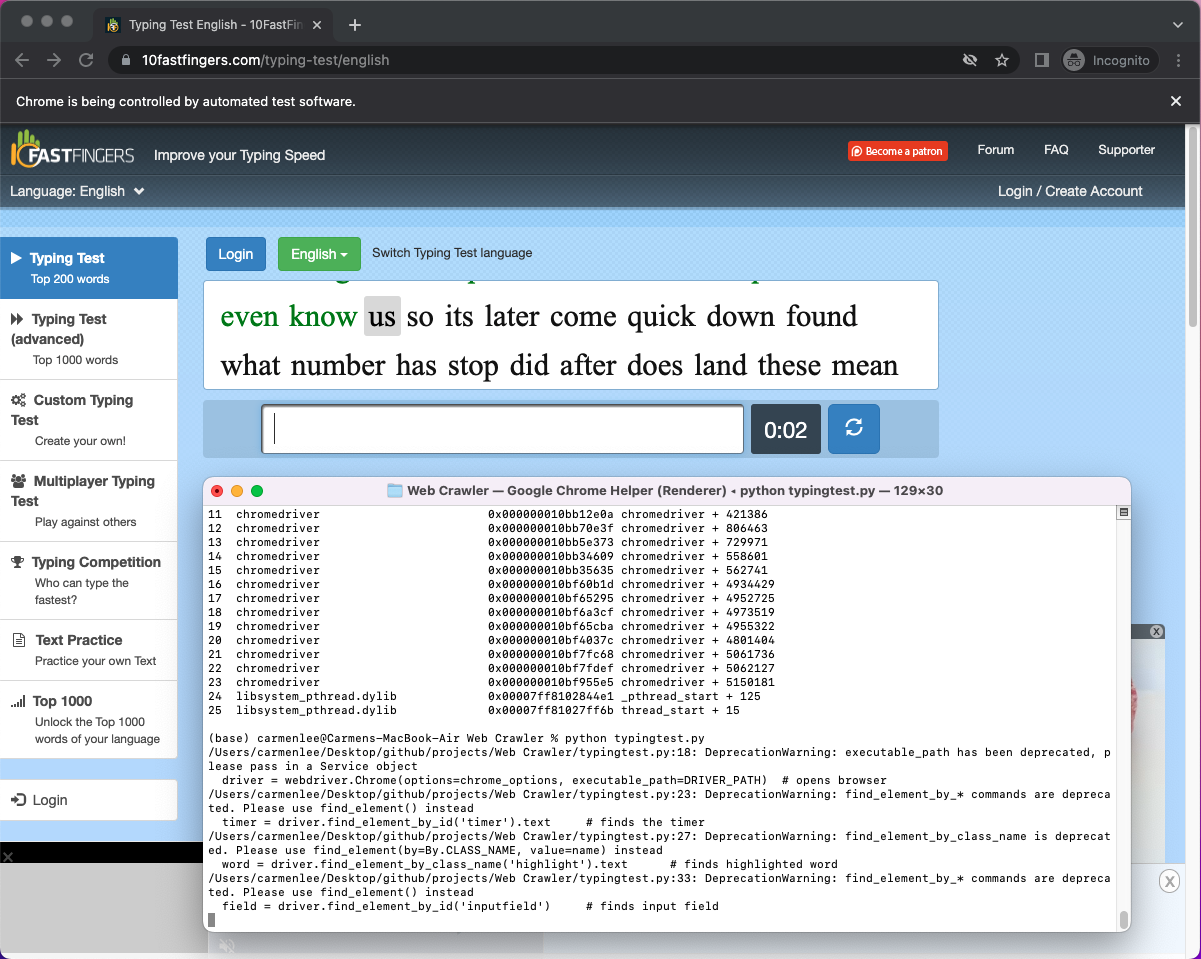 Typing Test English - 10FastFin
10fastfingers.com/typing-test/english
Incognito
Chrome is being controlled by automated test software.
FASTFINGERS
Improve your Typing Speed
Become a patron
Forum
FAQ
Supporter
Language: English
Login / Create Account
Typing Test
Top 200 words
Typing Test
(advanced)
Top 1000 words
Custom Typing
Test
Create your own!
Multiplayer Typing
Test
Play against others
Typing Competition
Who can type the
fastest?
Text Practice
Practice your own Text
Top 1000
Unlock the Top 1000
words of your language
Login
Login
English
Switch Typing Test language
even know us so its later come quick down found
what number has stop did after does land these mean
0:02
Web Crawler — Google Chrome Helper (Renderer) ◂ python typingtest.py — 129×30
11 chromedriver 0x000000010bb12e0a chromedriver + 421386
12 chromedriver 0x000000010bb70e3f chromedriver + 806463
13 chromedriver 0x000000010bb5e373 chromedriver + 729971
14 chromedriver 0x000000010bb34609 chromedriver + 558601
15 chromedriver 0x000000010bb35635 chromedriver + 562741
16 chromedriver 0x000000010bf60b1d chromedriver + 4934429
17 chromedriver 0x000000010bf65295 chromedriver + 4952725
18 chromedriver 0x000000010bf6a3cf chromedriver + 4973519
19 chromedriver 0x000000010bf65cba chromedriver + 4955322
20 chromedriver 0x000000010bf4037c chromedriver + 4801404
21 chromedriver 0x000000010bf7fc68 chromedriver + 5061736
22 chromedriver 0x000000010bf7fdef chromedriver + 5062127
23 chromedriver 0x000000010bf955e5 chromedriver + 5150181
24 libsystem_pthread.dylib 0x00007ff8102844e1 _pthread_start + 125
25 libsystem_pthread.dylib 0x00007ff81027ff6b thread_start + 15
(base) carmenlee@Carmens-MacBook-Air Web Crawler % python typingtest.py
/Users/carmenlee/Desktop/github/projects/Web Crawler/typingtest.py:18: DeprecationWarning: executable_path has been deprecated, p
lease pass in a Service object
driver = webdriver.Chrome(options=chrome_options, executable_path=DRIVER_PATH) # opens browser
/Users/carmenlee/Desktop/github/projects/Web Crawler/typingtest.py:23: DeprecationWarning: find_element_by_* commands are depreca
ted. Please use find_element() instead
timer = driver.find_element_by_id('timer').text # finds the timer
/Users/carmenlee/Desktop/github/projects/Web Crawler/typingtest.py:27: DeprecationWarning: find_element_by_class_name is deprecat
ed. Please use find_element(by=By.CLASS_NAME, value=name) instead
word = driver.find_element_by_class_name('highlight').text # finds highlighted word
/Users/carmenlee/Desktop/github/projects/Web Crawler/typingtest.py:33: DeprecationWarning: find_element_by_* commands are depreca
ted. Please use find_element() instead
field = driver.find_element_by_id('inputfield') # finds input field